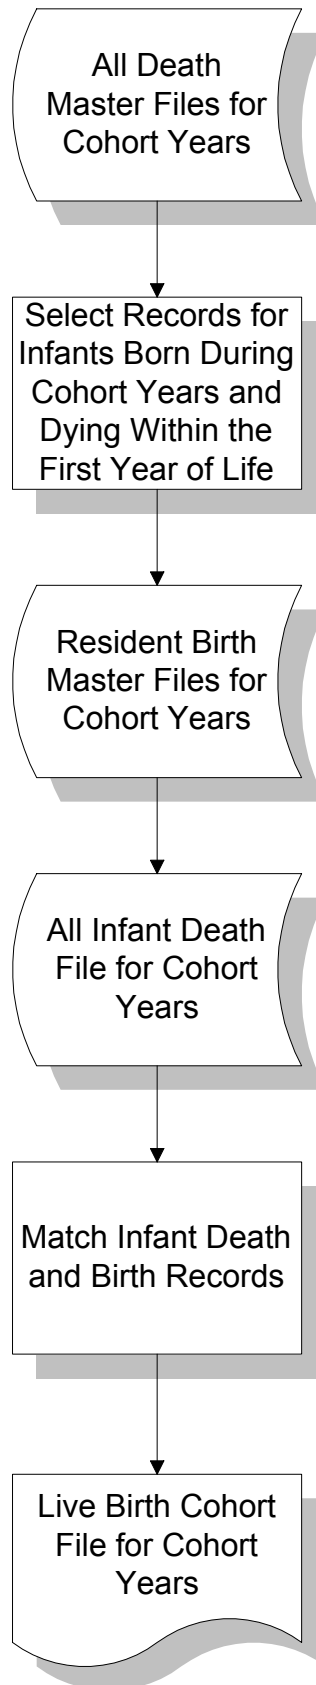 All Death
Master Files for
Cohort Years
Select Records for
Infants Born During
Cohort Years and
Dying Within the
First Year of Life
Resident Birth
Master Files for
Cohort Years
All Infant Death
File for Cohort
Years
Match Infant Death
and Birth Records
Live Birth Cohort
File for Cohort
Years